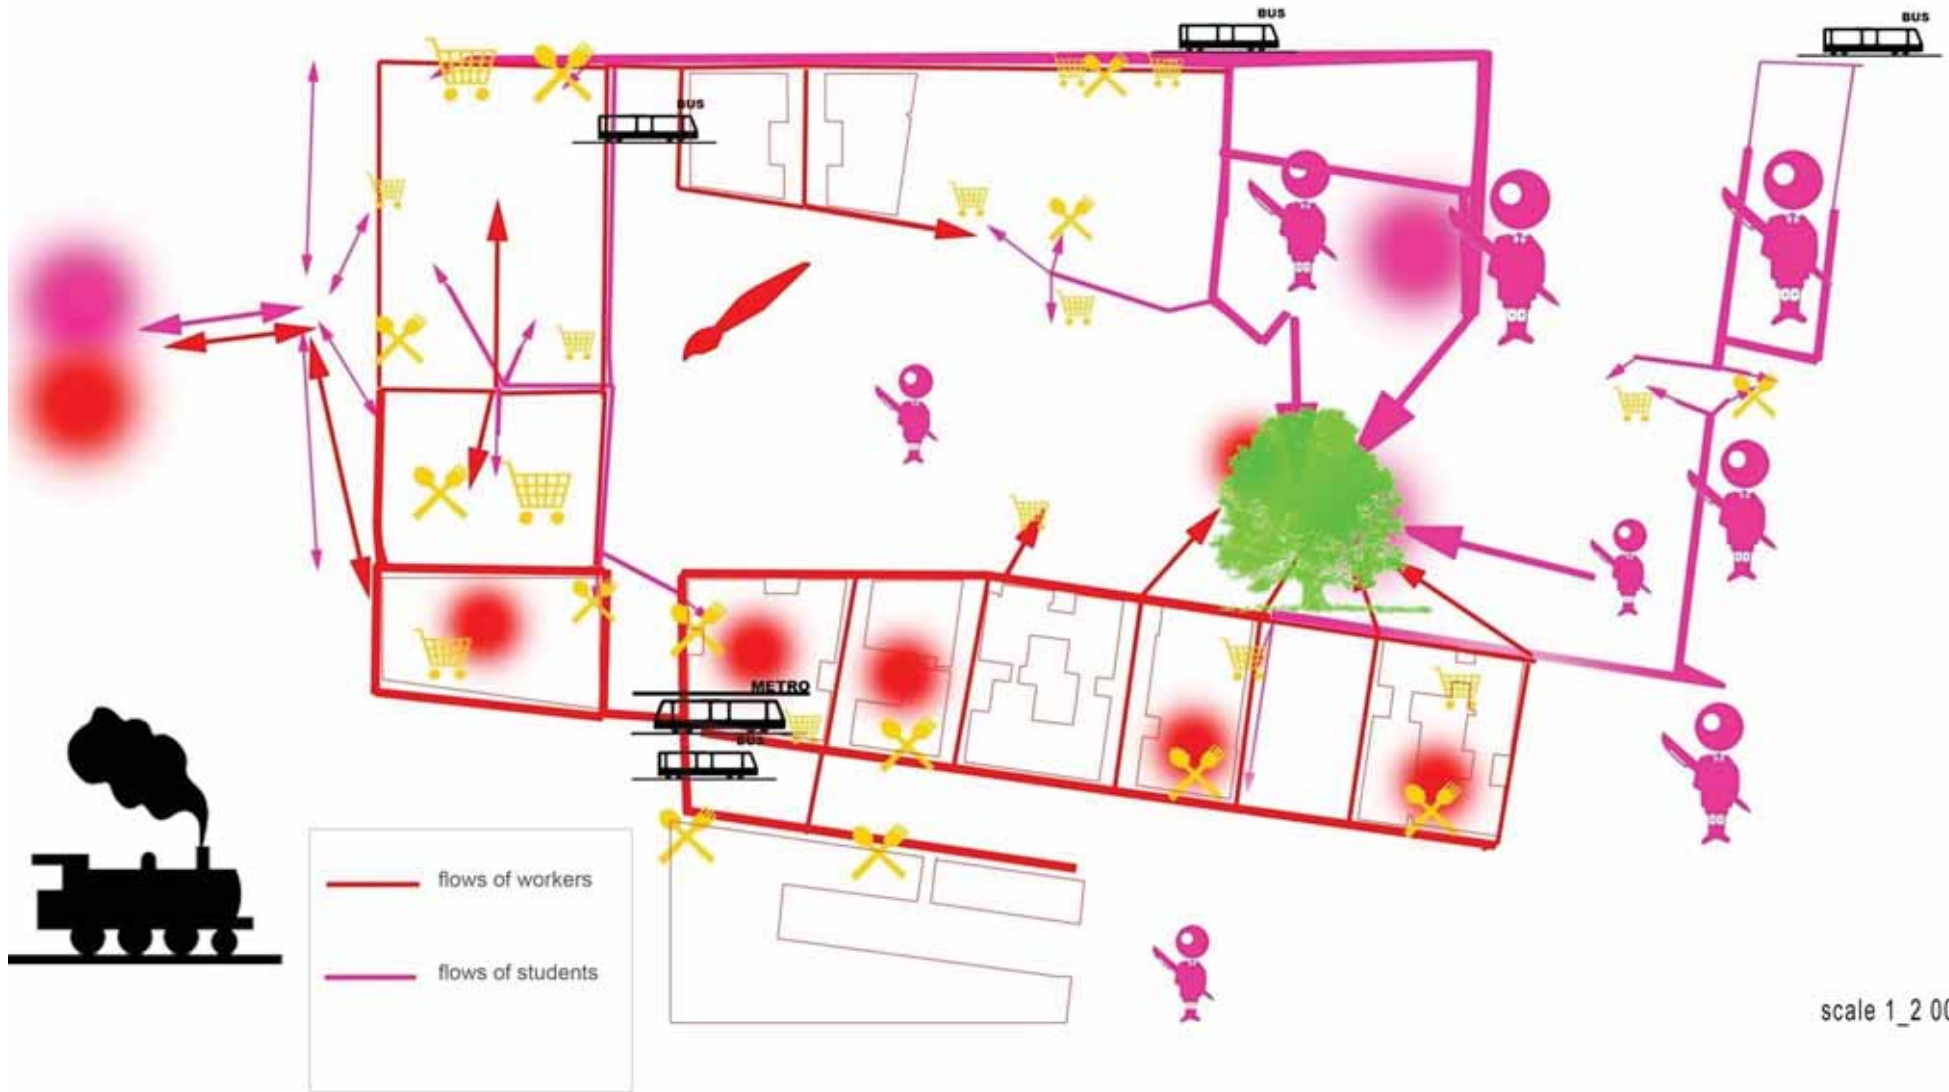 BUS
BUS
BUS
METRO
BUS
flows of workers
flows of students
scale 1_2 00